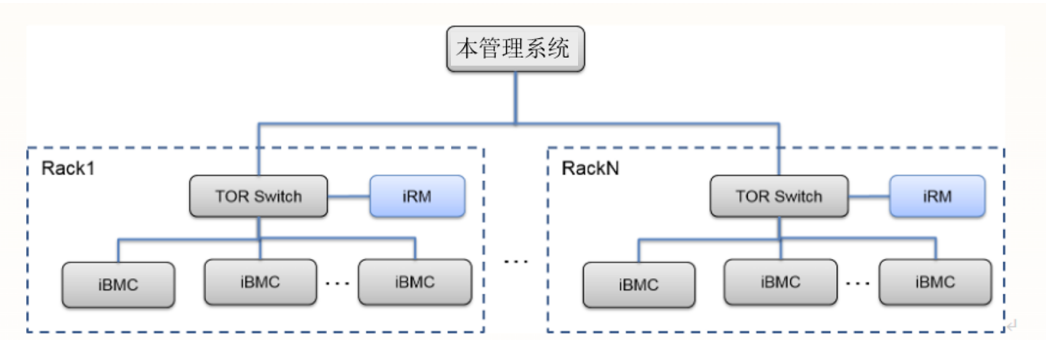 本管理系统
Rack1
TOR Switch
iRM
iBMC
iBMC
...
iBMC
...
RackN
TOR Switch
iRM
iBMC
iBMC
...
iBMC